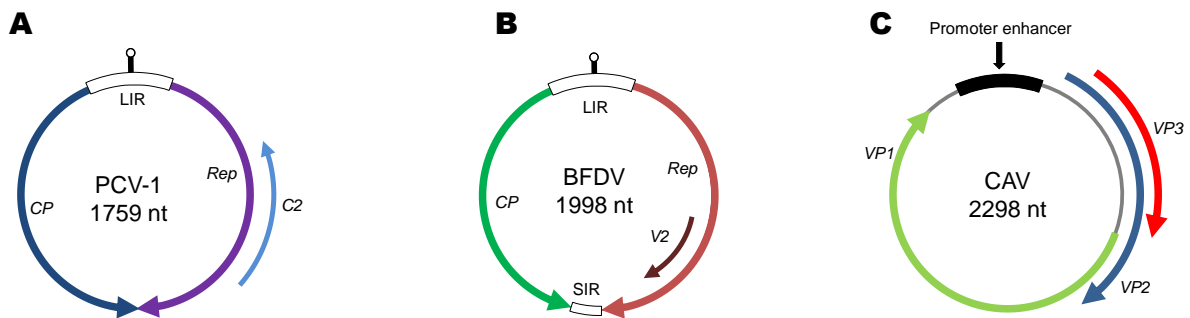 A
LIR
CP
PCV-1
1759 nt
Rep
C2
B
LIR
CP
BFDV
1998 nt
Rep
V2
SIR
C
Promoter enhancer
VP1
CAV
2298 nt
VP3
VP2